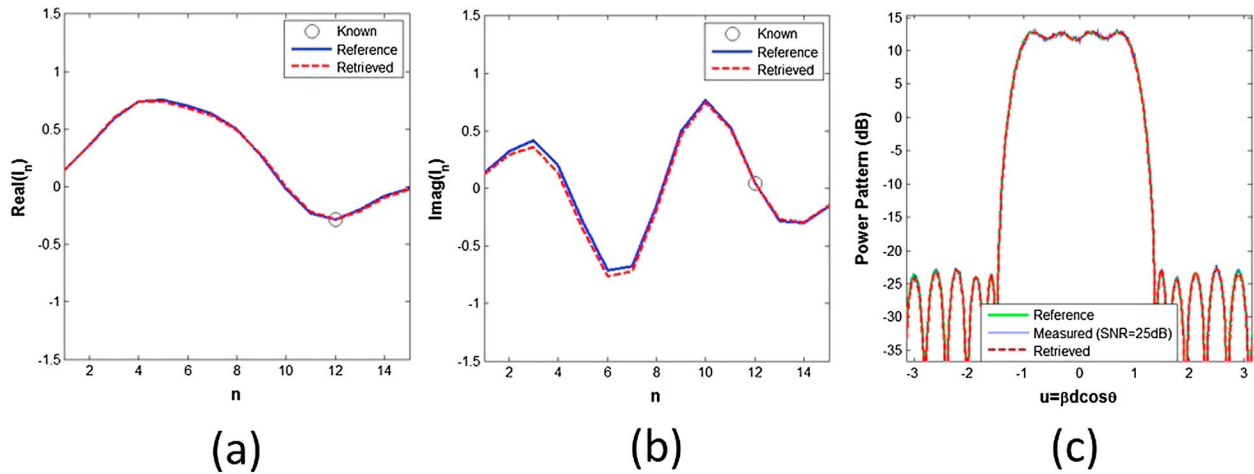 1.5
1
0.5
0
-0.5
-1
-1.5
Real(I_n)
2 4 6 8 10 12 14
n
Known
Reference
Retrieved
(a)
1.5
1
0.5
0
-0.5
-1
-1.5
Imag(I_n)
2 4 6 8 10 12 14
n
Known
Reference
Retrieved
(b)
15
10
5
0
-5
-10
-15
-20
-25
-30
-35
Power Pattern (dB)
-3 -2 -1 0 1 2 3
u=βdcosθ
Reference
Measured (SNR=25dB)
Retrieved
(c)